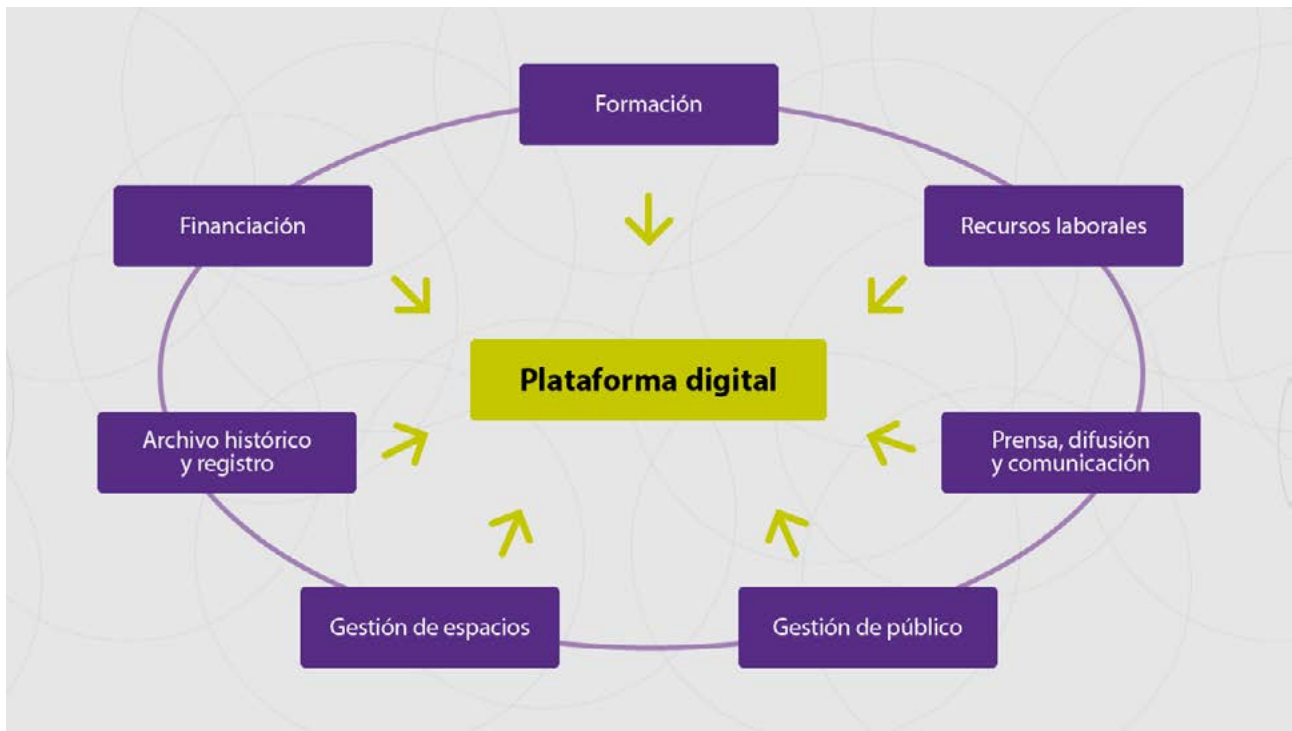 Formación
Financiación
Recursos laborales
Plataforma digital
Archivo histórico
y registro
Prensa, difusión
y comunicación
Gestión de espacios
Gestión de público